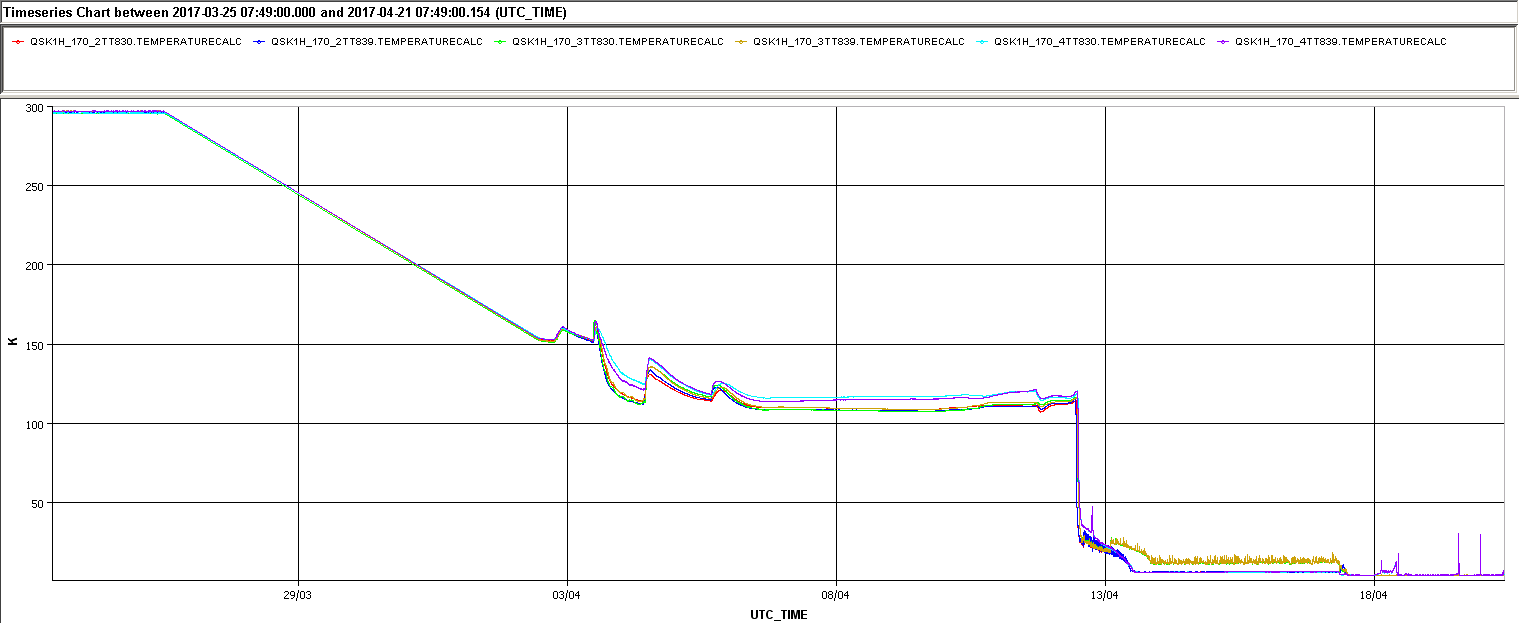 Timeseries Chart between 2017-03-25 07:49:00.000 and 2017-04-21 07:49:00.154 (UTC_TIME)
QSK1H_170_2TT830.TEMPERATURECALC QSK1H_170_2TT839.TEMPERATURECALC QSK1H_170_3TT830.TEMPERATURECALC QSK1H_170_3TT839.TEMPERATURECALC QSK1H_170_4TT830.TEMPERATURECALC QSK1H_170_4TT839.TEMPERATURECALC
300
250
200
150
100
50
K
29/03 03/04 08/04 13/04 18/04
UTC_TIME